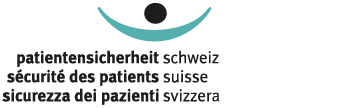 patientensicherheit schweiz
sécurité des patients suisse
sicurezza dei pazienti svizzera